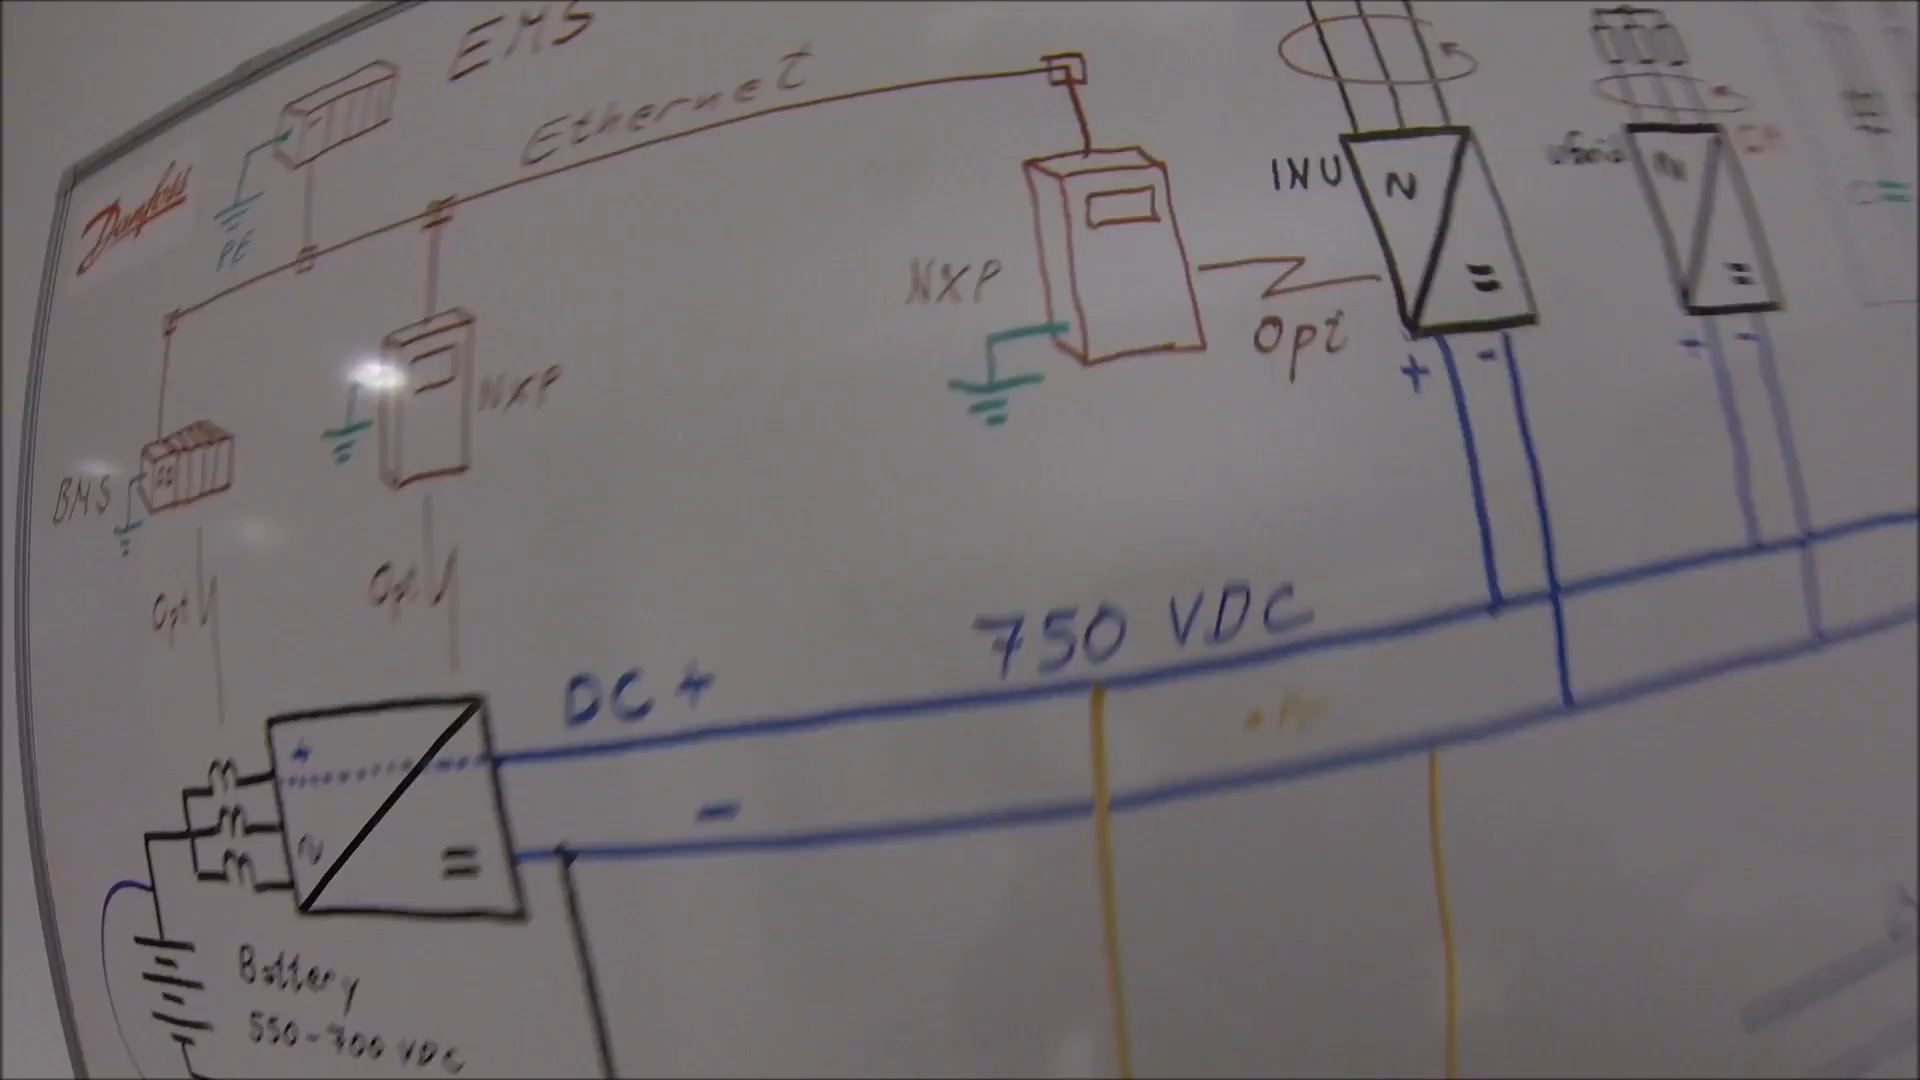 EMS
Ethernet
Danfoss
PE
INU
NXP
NXP
Opt
BMS
Opt
Opt
+ -
+ -
750 VDC
DC +
-
+
Battery
550-700 VDC